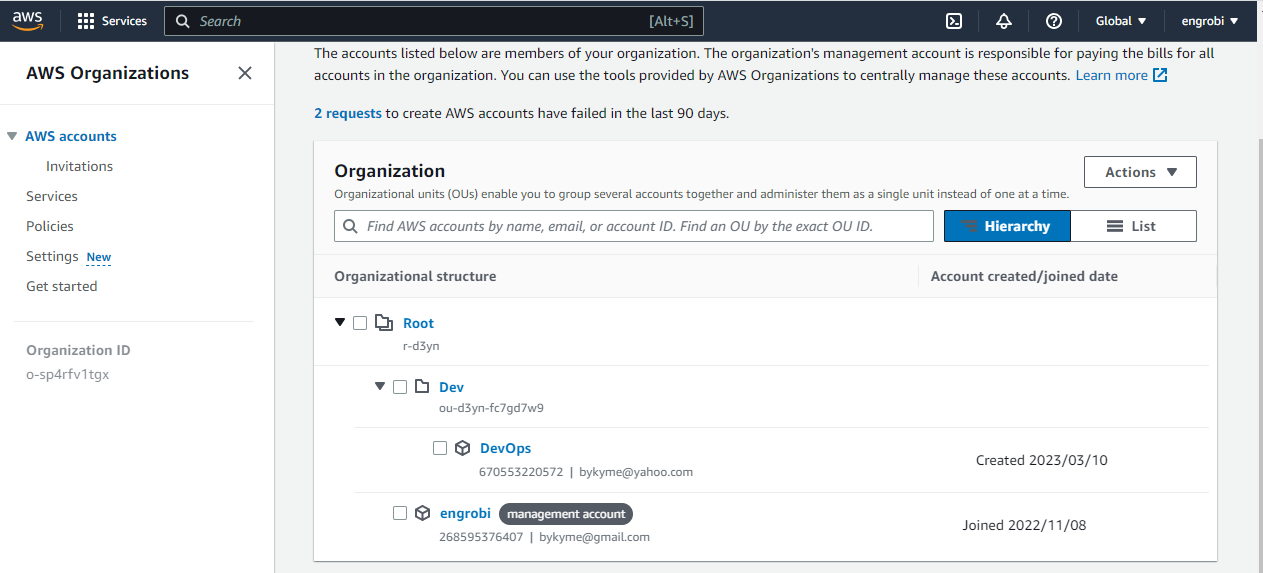 aws
Services
Search
[Alt+S]
Global
engrobi
AWS Organizations
AWS accounts
Invitations
Services
Policies
Settings New
Get started
Organization ID
o-sp4rfv1tgx
The accounts listed below are members of your organization. The organization's management account is responsible for paying the bills for all
accounts in the organization. You can use the tools provided by AWS Organizations to centrally manage these accounts. Learn more
2 requests to create AWS accounts have failed in the last 90 days.
Organization
Actions
Organizational units (OUs) enable you to group several accounts together and administer them as a single unit instead of one at a time.
Find AWS accounts by name, email, or account ID. Find an OU by the exact OU ID.
Hierarchy
List
Organizational structure
Account created/joined date
Root
r-d3yn
Dev
ou-d3yn-fc7gd7w9
DevOps
670553220572 | bykyme@yahoo.com
Created 2023/03/10
engrobi management account
268595376407 | bykyme@gmail.com
Joined 2022/11/08